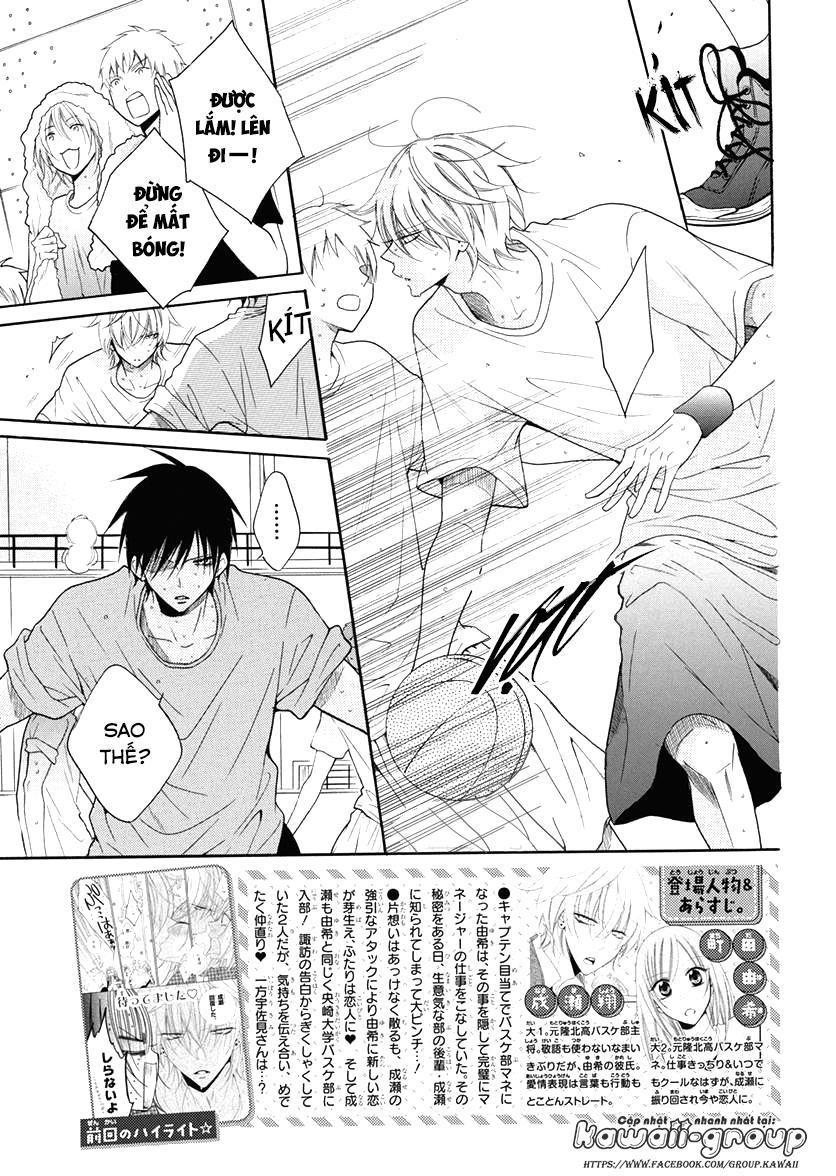 KÍT
ĐƯỢC
LẮM! LÊN
ĐI—!
ĐỪNG
ĐỂ MẤT
BÓNG!
KÍT
......
SAO
THẾ?
登場人物&
あらすじ。
前田由希
大2。元隆北高バスケ部マ
ネ。仕事きっちり&いつで
もクールなはずが、成瀬に
振り回され今や恋人に。
成瀬翔
大1。元隆北高バスケ部主
将。敬語も使わないなまい
きぶりだが、由希の彼氏。
愛情表現は言葉も行動も
とことんストレート。
●キャプテン目当てでバスケ部マネに
なった由希は、その事を隠して完璧にマ
ネージャーの仕事をこなしていた。その
秘密をある日、生意気な部の後輩・成瀬
に知られてしまって大ピンチ…!
●片想いはあっけなく散るも、成瀬の
強引なアタックにより由希に新しい恋
が芽生え、ふたりは恋人に♥ そして成
瀬も由希と同じく央崎大学バスケ部に
入部! 諏訪の告白からぎくしゃくして
いた2人だが、気持ちを伝え合い、めで
たく仲直り♥ 一方宇佐見さんは…?
待ってました♡
しらないよ
前回のハイライト☆
Cập nhật nhanh nhất tại:
kawaii-group
HTTPS://WWW.FACEBOOK.COM/GROUP.KAWAII